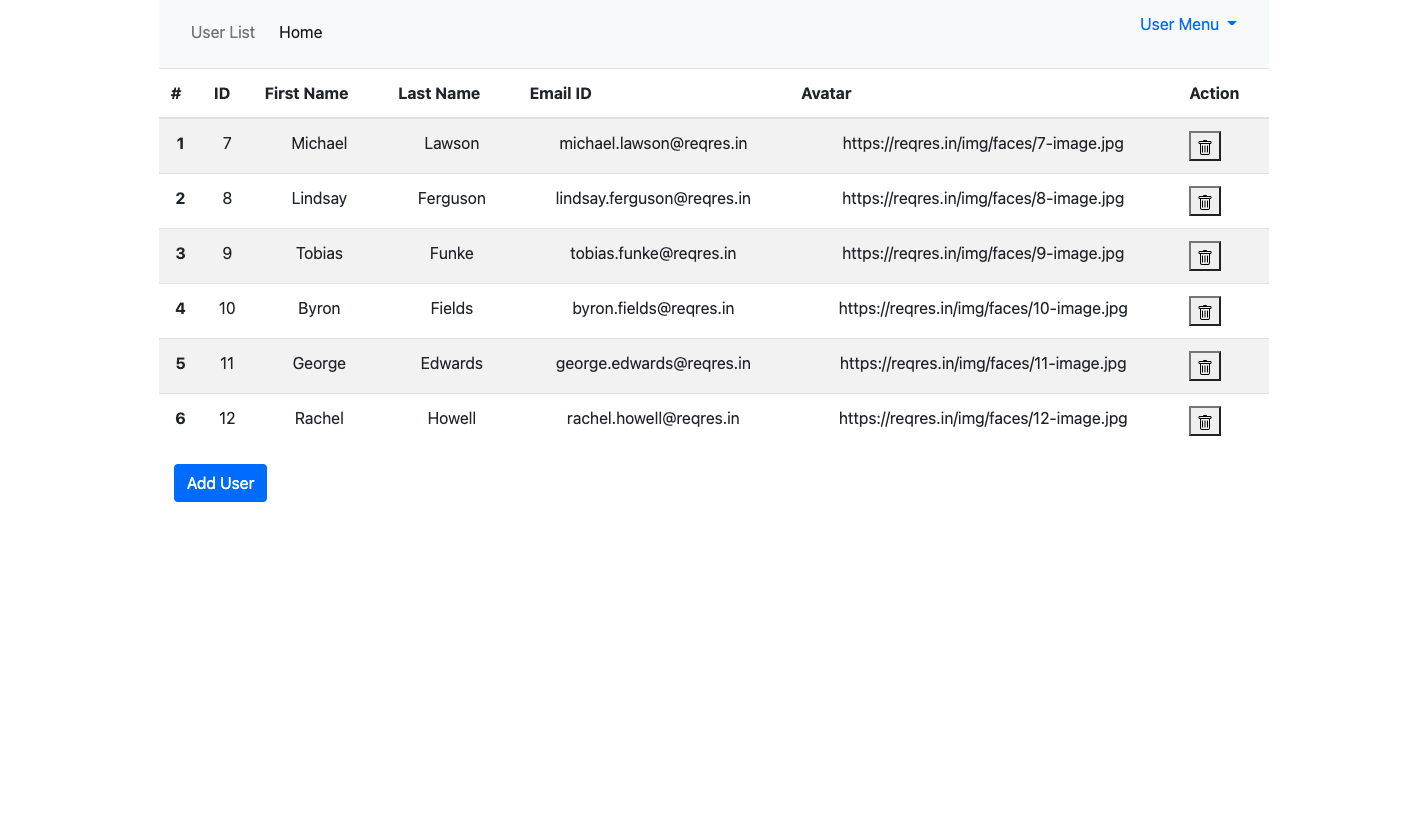 User List Home User Menu
# ID First Name Last Name Email ID Avatar Action
1 7 Michael Lawson michael.lawson@reqres.in https://reqres.in/img/faces/7-image.jpg
2 8 Lindsay Ferguson lindsay.ferguson@reqres.in https://reqres.in/img/faces/8-image.jpg
3 9 Tobias Funke tobias.funke@reqres.in https://reqres.in/img/faces/9-image.jpg
4 10 Byron Fields byron.fields@reqres.in https://reqres.in/img/faces/10-image.jpg
5 11 George Edwards george.edwards@reqres.in https://reqres.in/img/faces/11-image.jpg
6 12 Rachel Howell rachel.howell@reqres.in https://reqres.in/img/faces/12-image.jpg
Add User